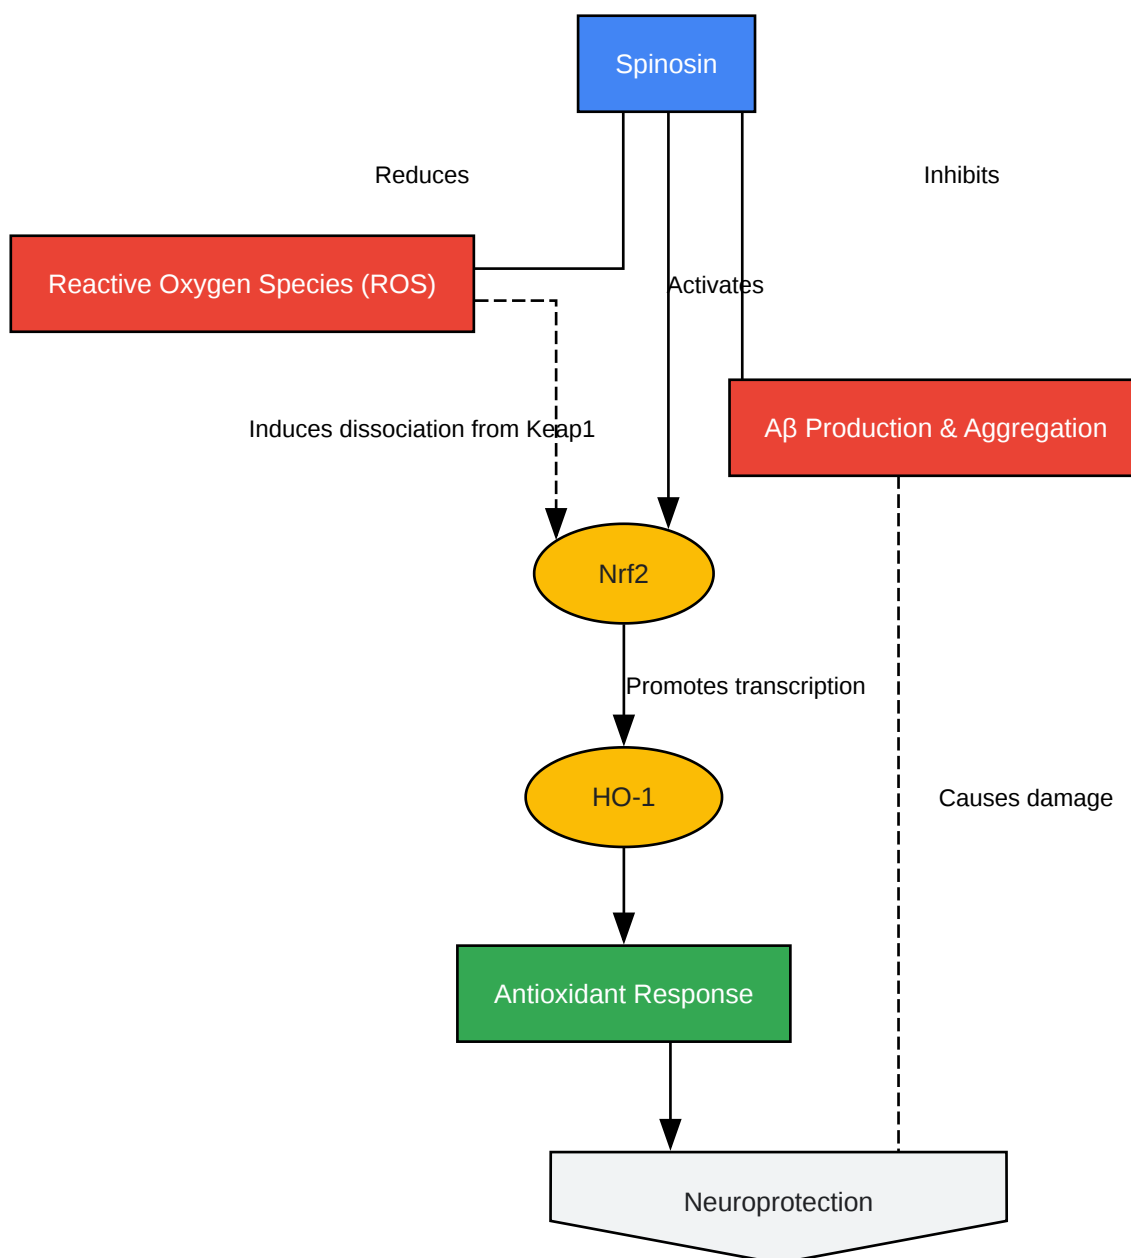 Spinosin
Reduces
Inhibits
Reactive Oxygen Species (ROS)
Activates
Induces dissociation from Keap1
Aβ Production & Aggregation
Nrf2
Promotes transcription
HO-1
Causes damage
Antioxidant Response
Neuroprotection